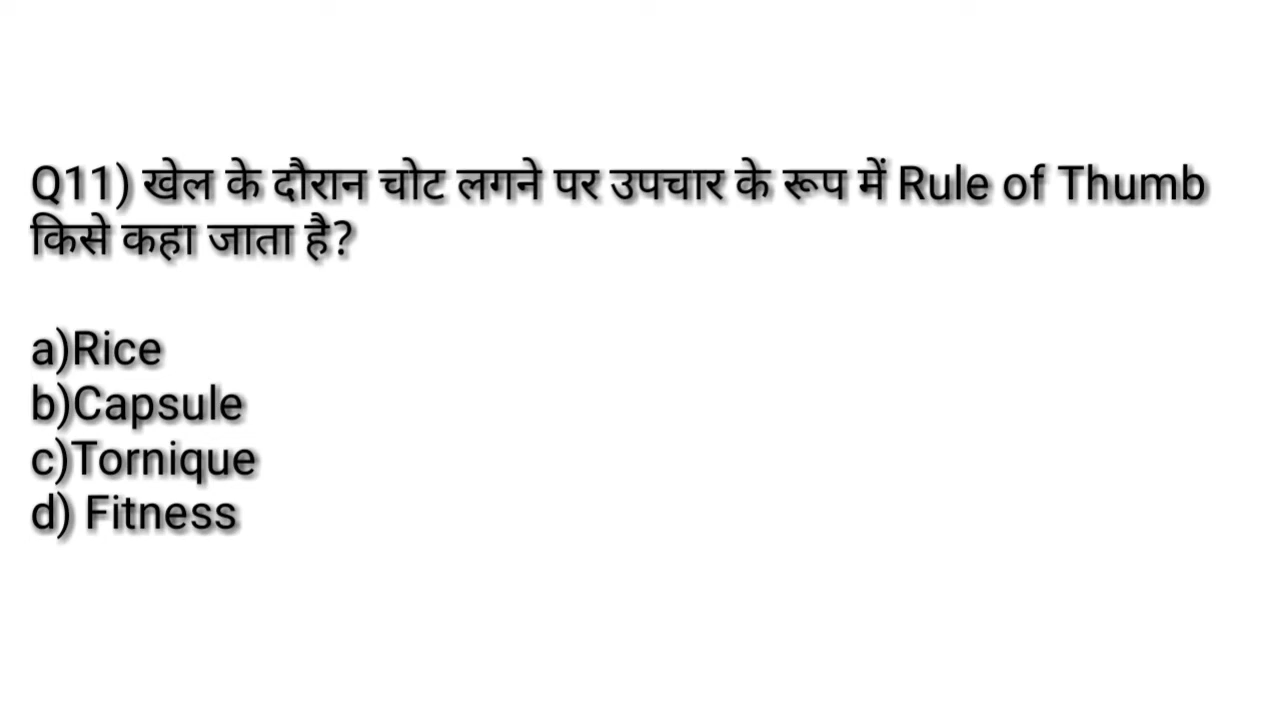 Q11) खेल के दौरान चोट लगने पर उपचार के रूप में Rule of Thumb
किसे कहा जाता है?
a)Rice
b)Capsule
c)Tornique
d) Fitness